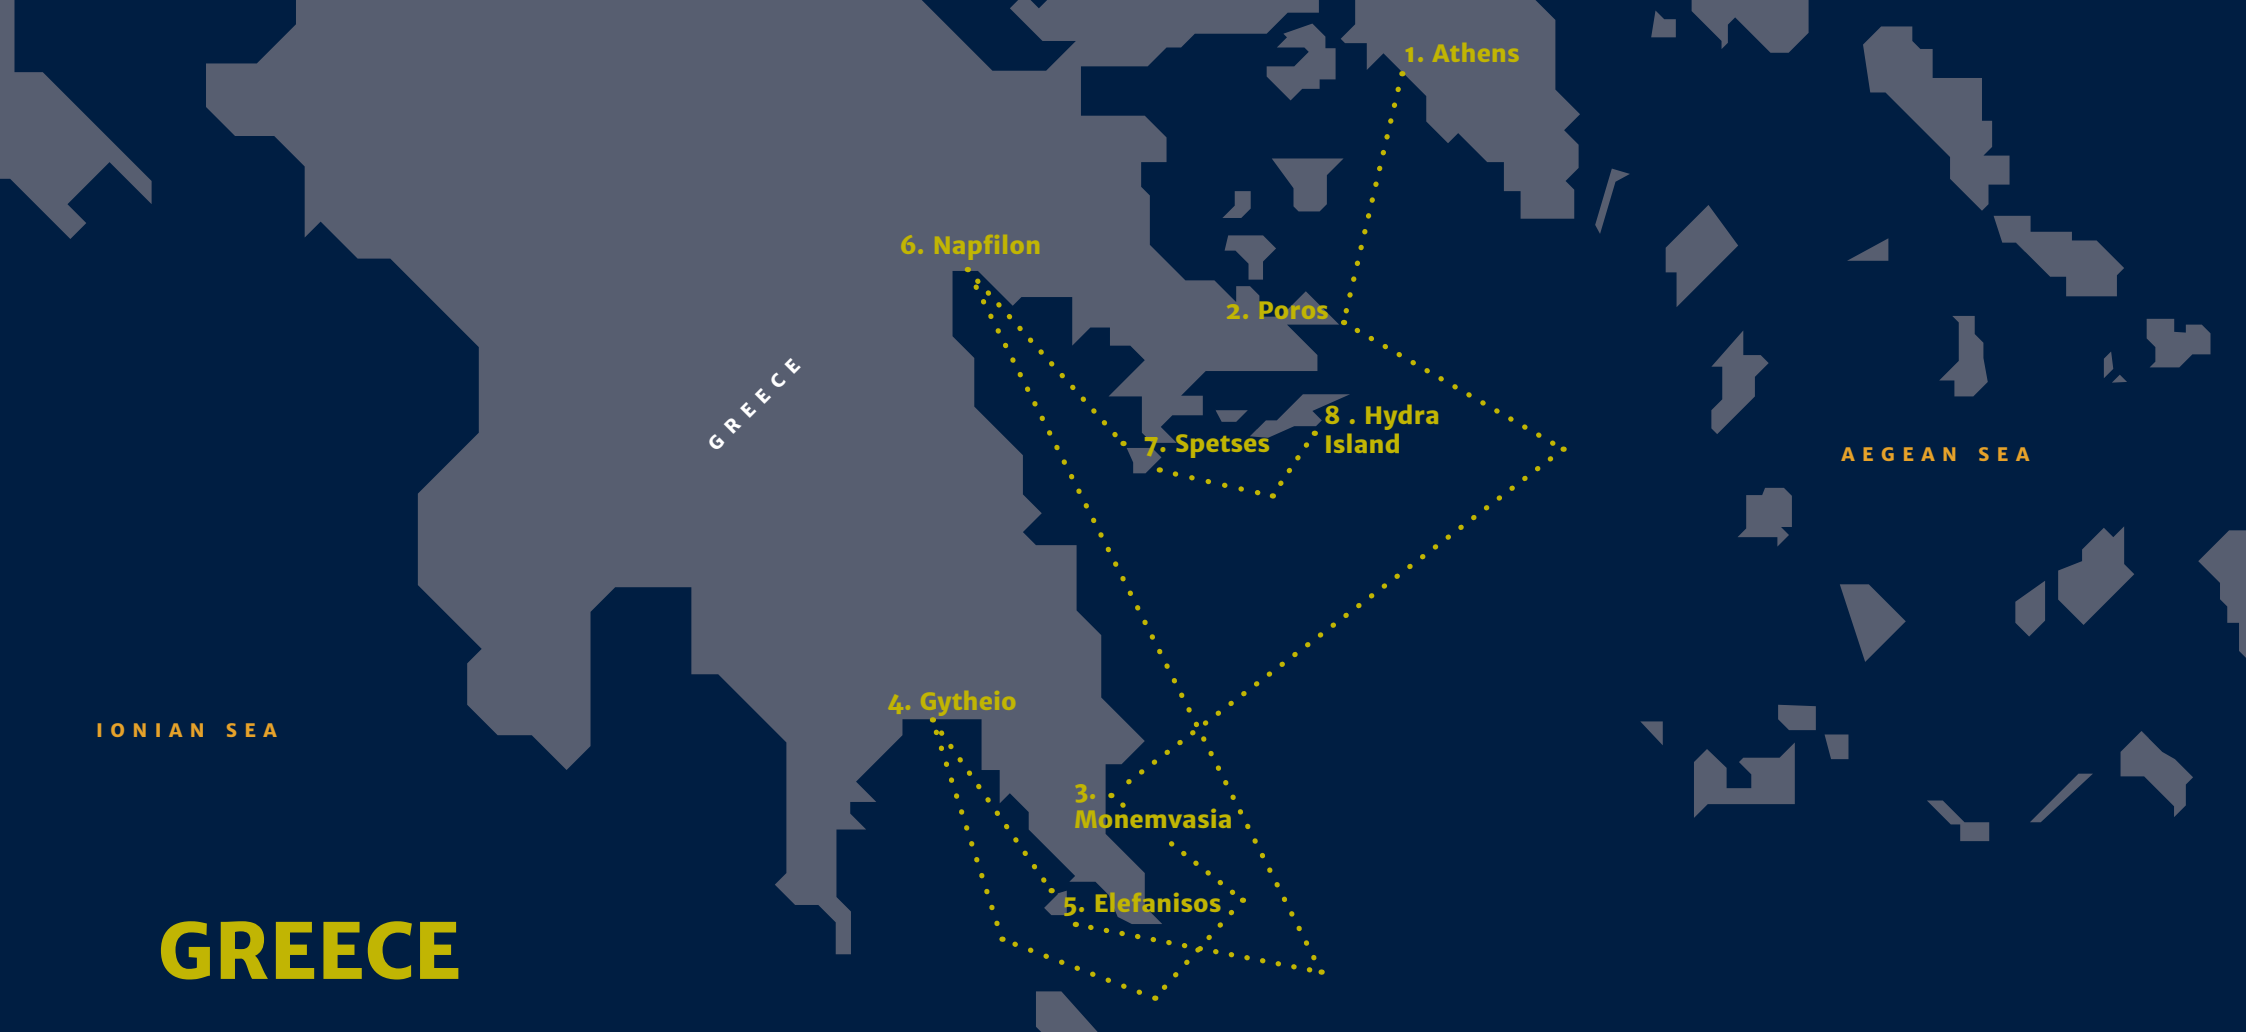 1. Athens
6. Napfilon
2. Poros
GREECE
8 . Hydra
Island
7. Spetses
AEGEAN SEA
4. Gytheio
IONIAN SEA
3.
Monemvasia
5. Elefanisos
GREECE